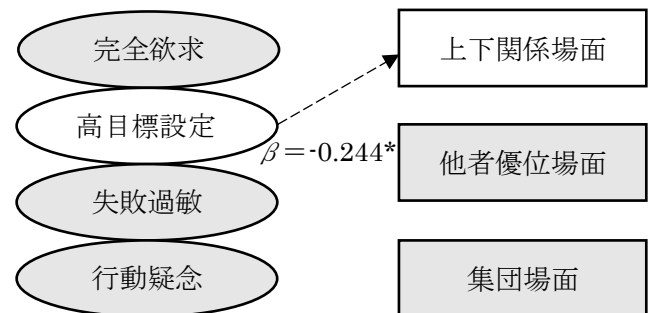 完全欲求
上下関係場面
高目標設定
β=-0.244*
他者優位場面
失敗過敏
行動疑念
集団場面